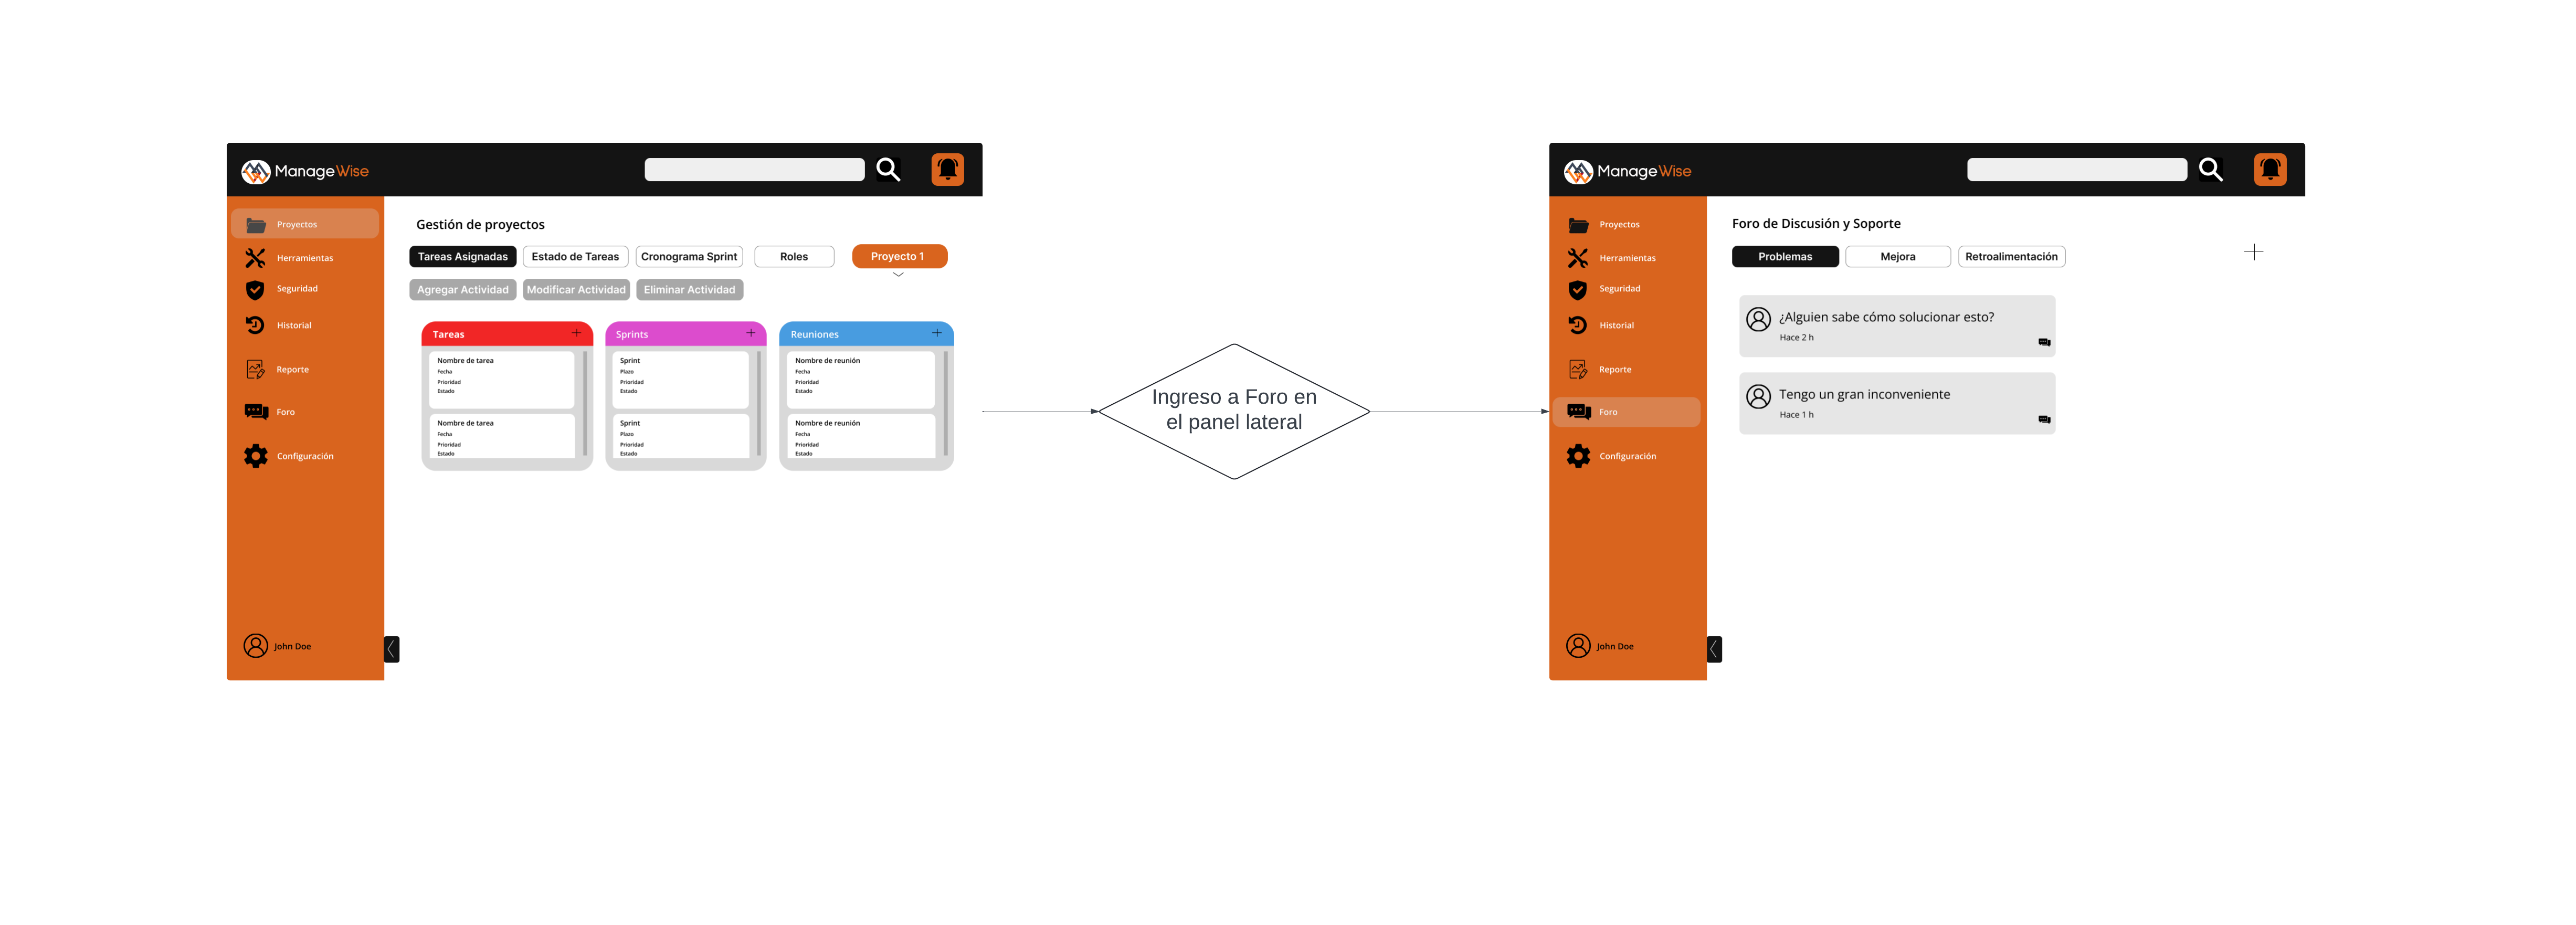 ManageWise
Proyectos
Herramientas
Seguridad
Historial
Reporte
Foro
Configuración
John Doe
Gestión de proyectos
Tareas Asignadas
Estado de Tareas
Cronograma Sprint
Roles
Proyecto 1
Agregar Actividad
Modificar Actividad
Eliminar Actividad
Tareas
Nombre de tarea
Fecha
Prioridad
Estado
Nombre de tarea
Fecha
Prioridad
Estado
Sprints
Sprint
Plazo
Prioridad
Estado
Sprint
Plazo
Prioridad
Estado
Reuniones
Nombre de reunión
Fecha
Prioridad
Estado
Nombre de reunión
Fecha
Prioridad
Estado
Ingreso a Foro en
el panel lateral
ManageWise
Proyectos
Herramientas
Seguridad
Historial
Reporte
Foro
Configuración
John Doe
Foro de Discusión y Soporte
Problemas
Mejora
Retroalimentación
¿Alguien sabe cómo solucionar esto?
Hace 2 h
Tengo un gran inconveniente
Hace 1 h